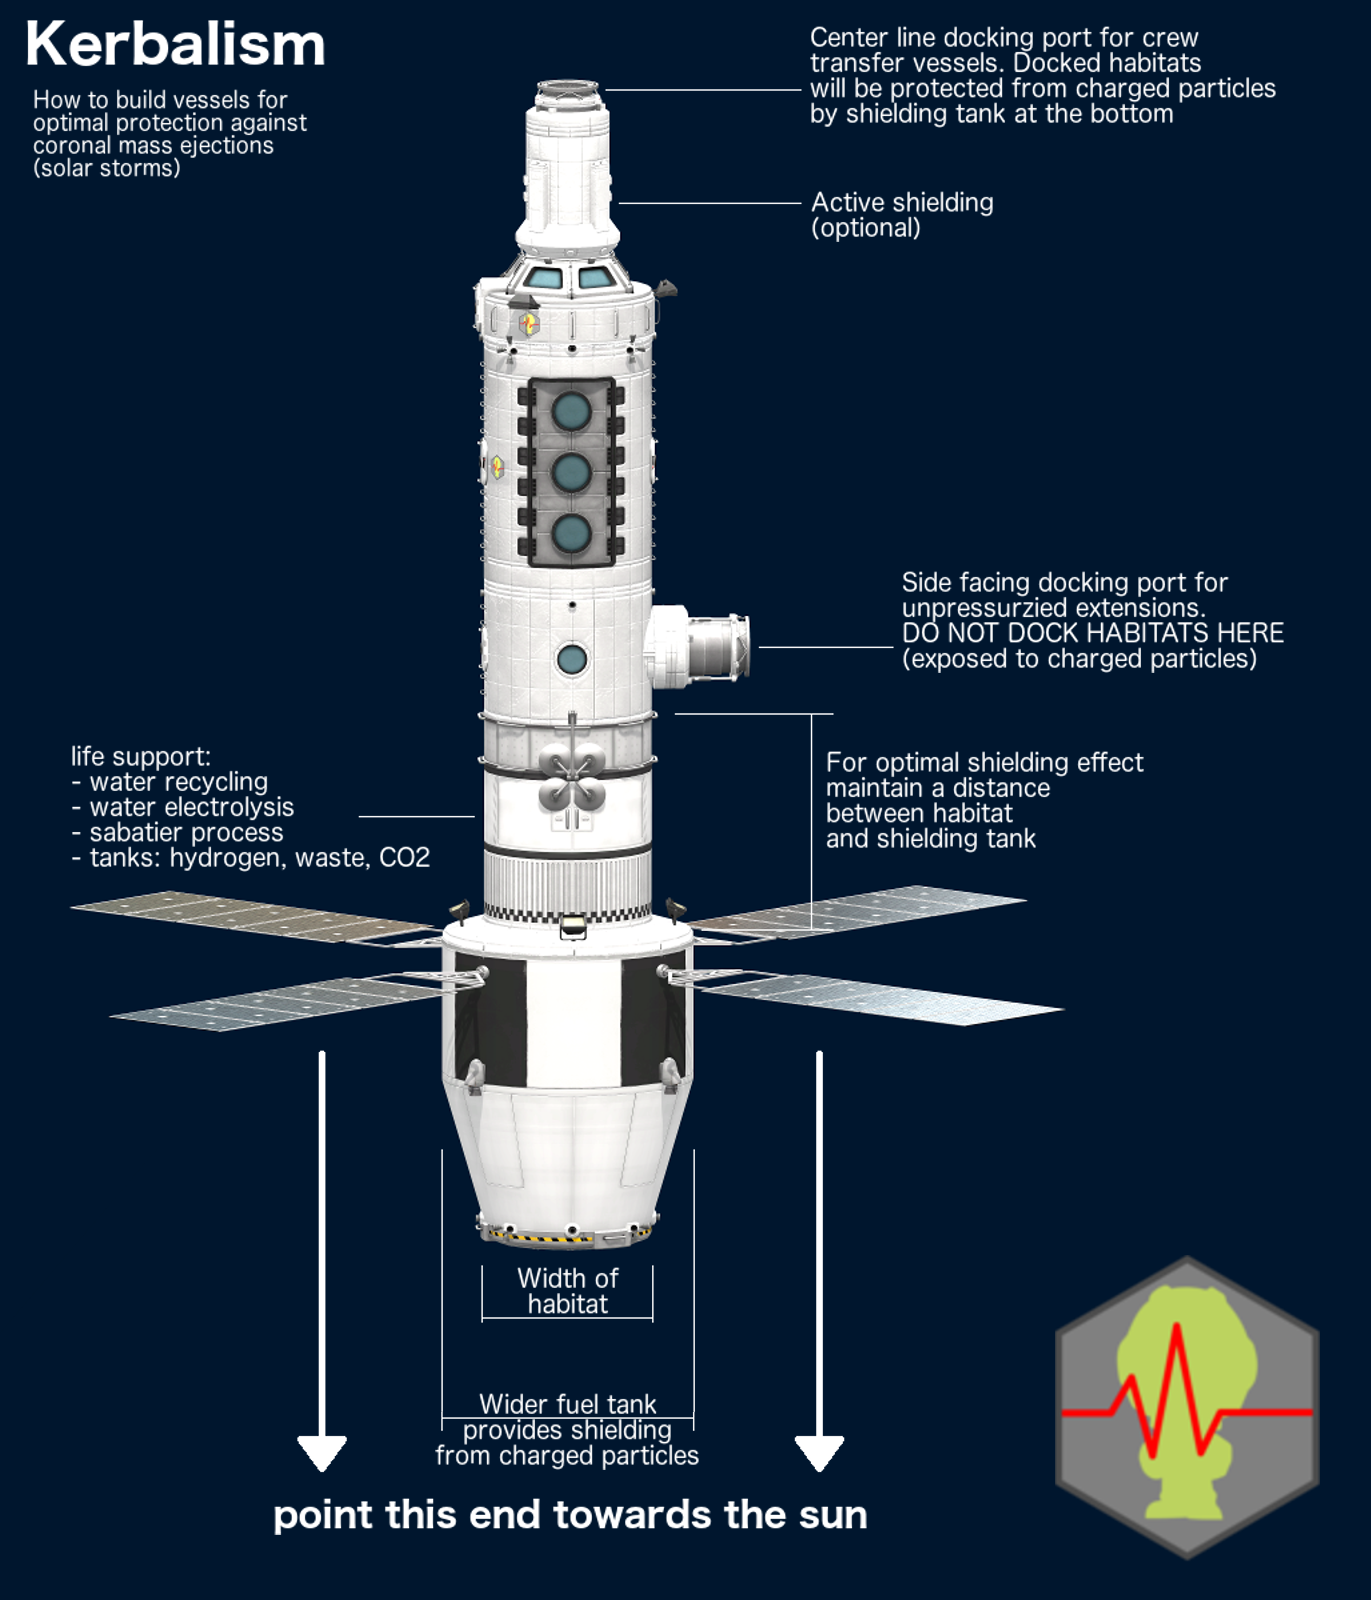 Kerbalism
How to build vessels for
optimal protection against
coronal mass ejections
(solar storms)
Center line docking port for crew
transfer vessels. Docked habitats
will be protected from charged particles
by shielding tank at the bottom
Active shielding
(optional)
Side facing docking port for
unpressurzied extensions.
DO NOT DOCK HABITATS HERE
(exposed to charged particles)
life support:
- water recycling
- water electrolysis
- sabatier process
- tanks: hydrogen, waste, CO2
For optimal shielding effect
maintain a distance
between habitat
and shielding tank
Width of
habitat
Wider fuel tank
provides shielding
from charged particles
point this end towards the sun